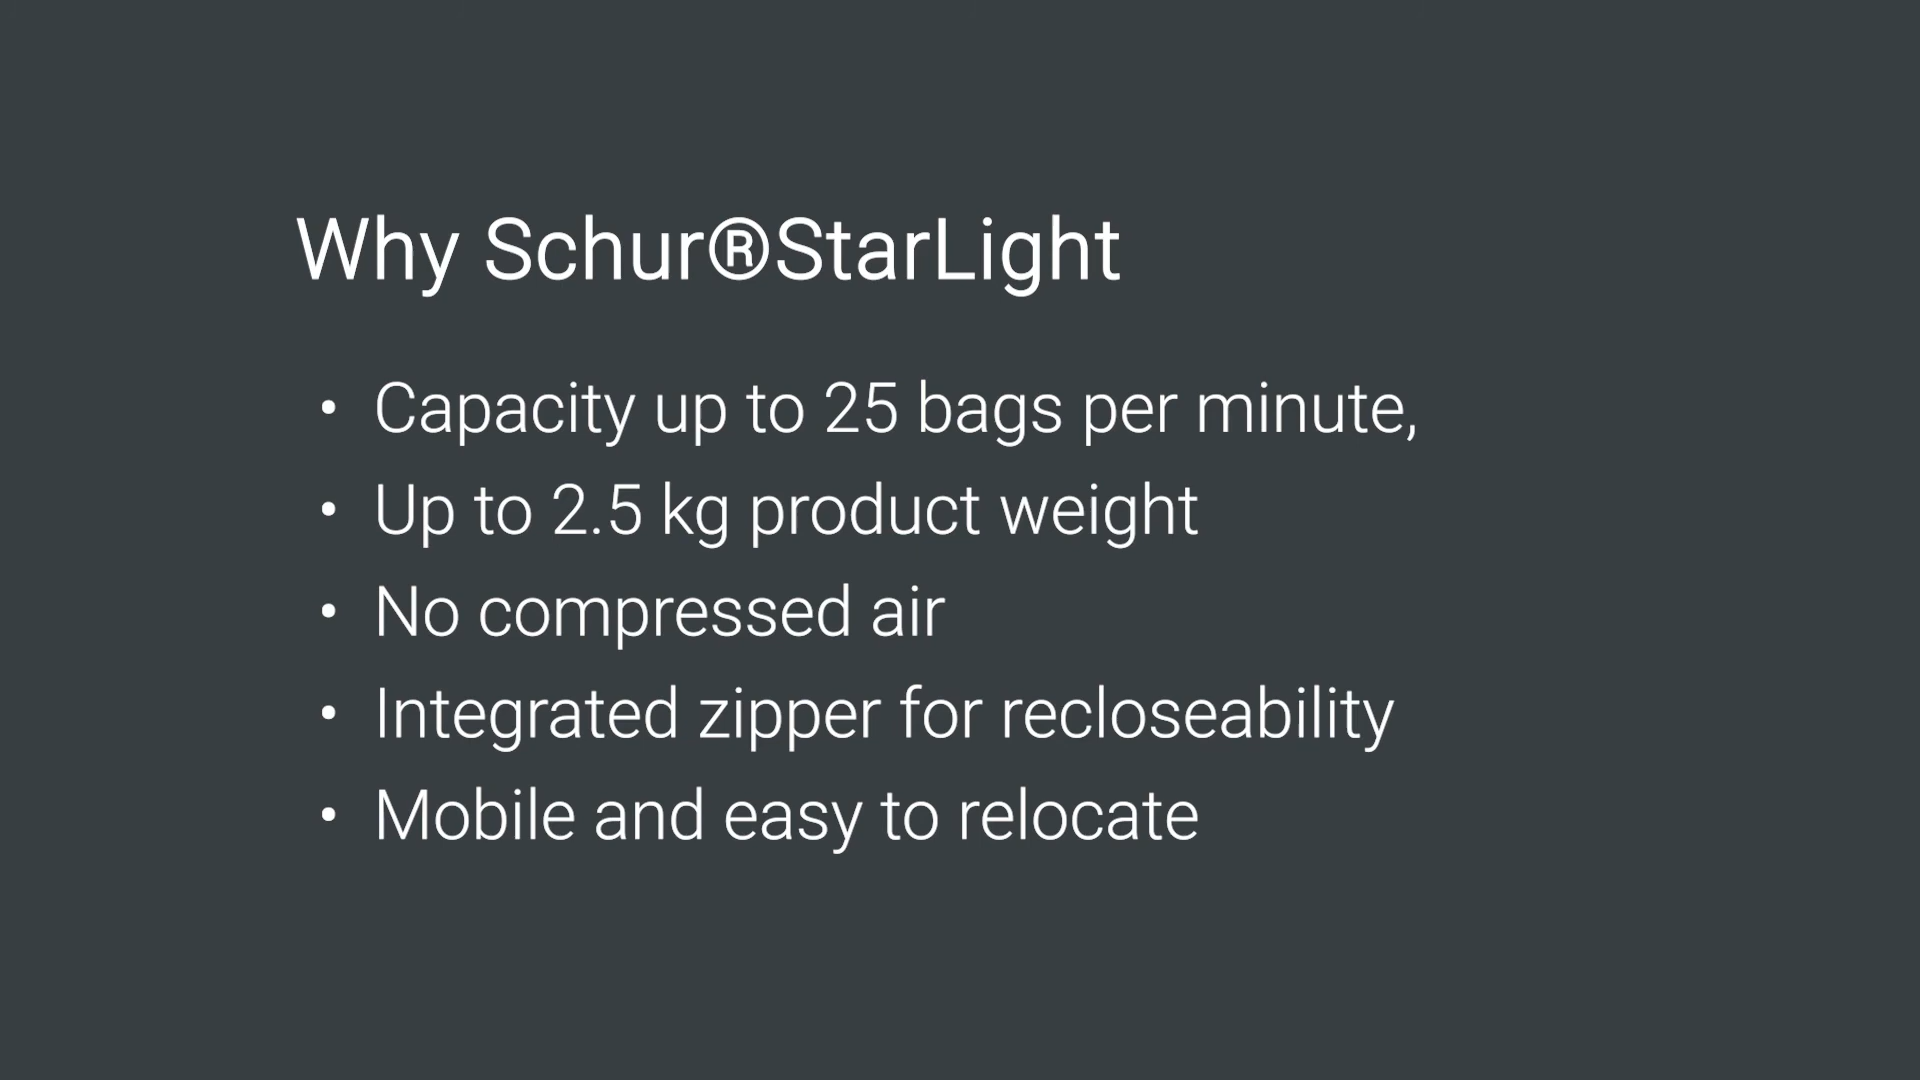 Why Schur®StarLight
• Capacity up to 25 bags per minute,
• Up to 2.5 kg product weight
• No compressed air
• Integrated zipper for recloseability
• Mobile and easy to relocate